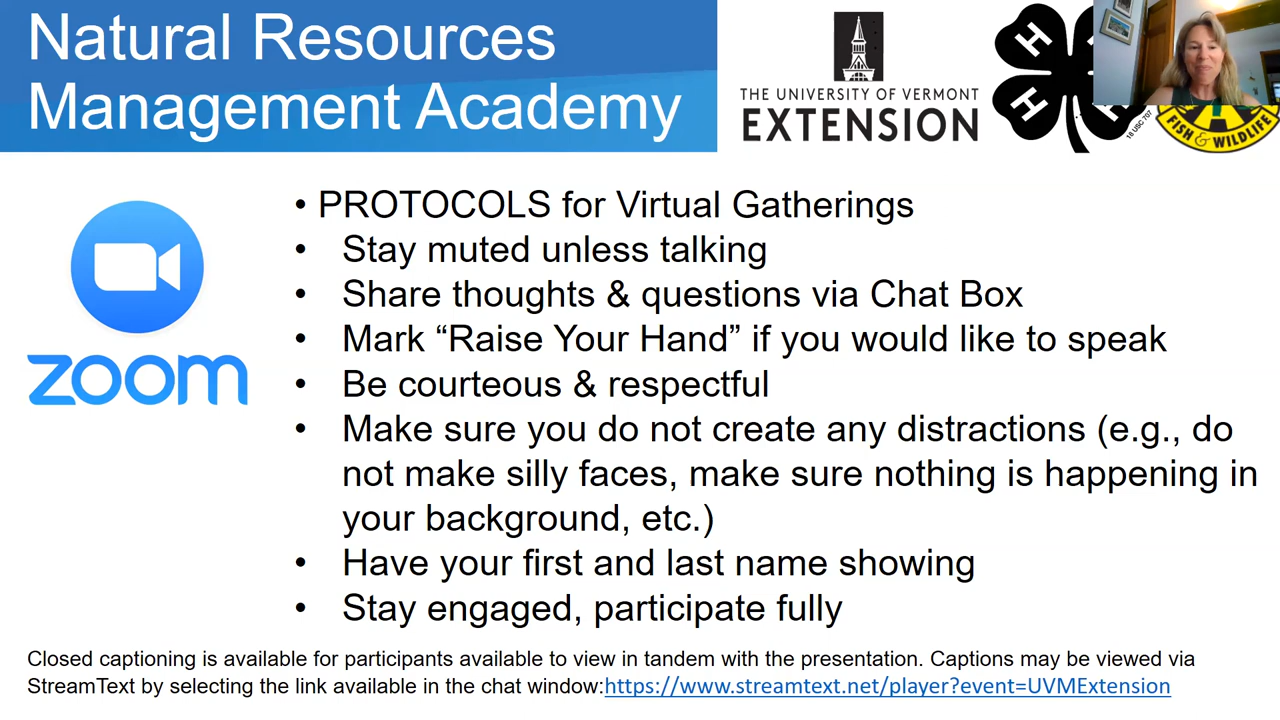 Natural Resources
Management Academy
THE UNIVERSITY OF VERMONT
EXTENSION
H
H
H
18 USC 707
FISH & WILDLIFE
zoom
• PROTOCOLS for Virtual Gatherings
• Stay muted unless talking
• Share thoughts & questions via Chat Box
• Mark “Raise Your Hand” if you would like to speak
• Be courteous & respectful
• Make sure you do not create any distractions (e.g., do
not make silly faces, make sure nothing is happening in
your background, etc.)
• Have your first and last name showing
• Stay engaged, participate fully
Closed captioning is available for participants available to view in tandem with the presentation. Captions may be viewed via
StreamText by selecting the link available in the chat window:https://www.streamtext.net/player?event=UVMExtension